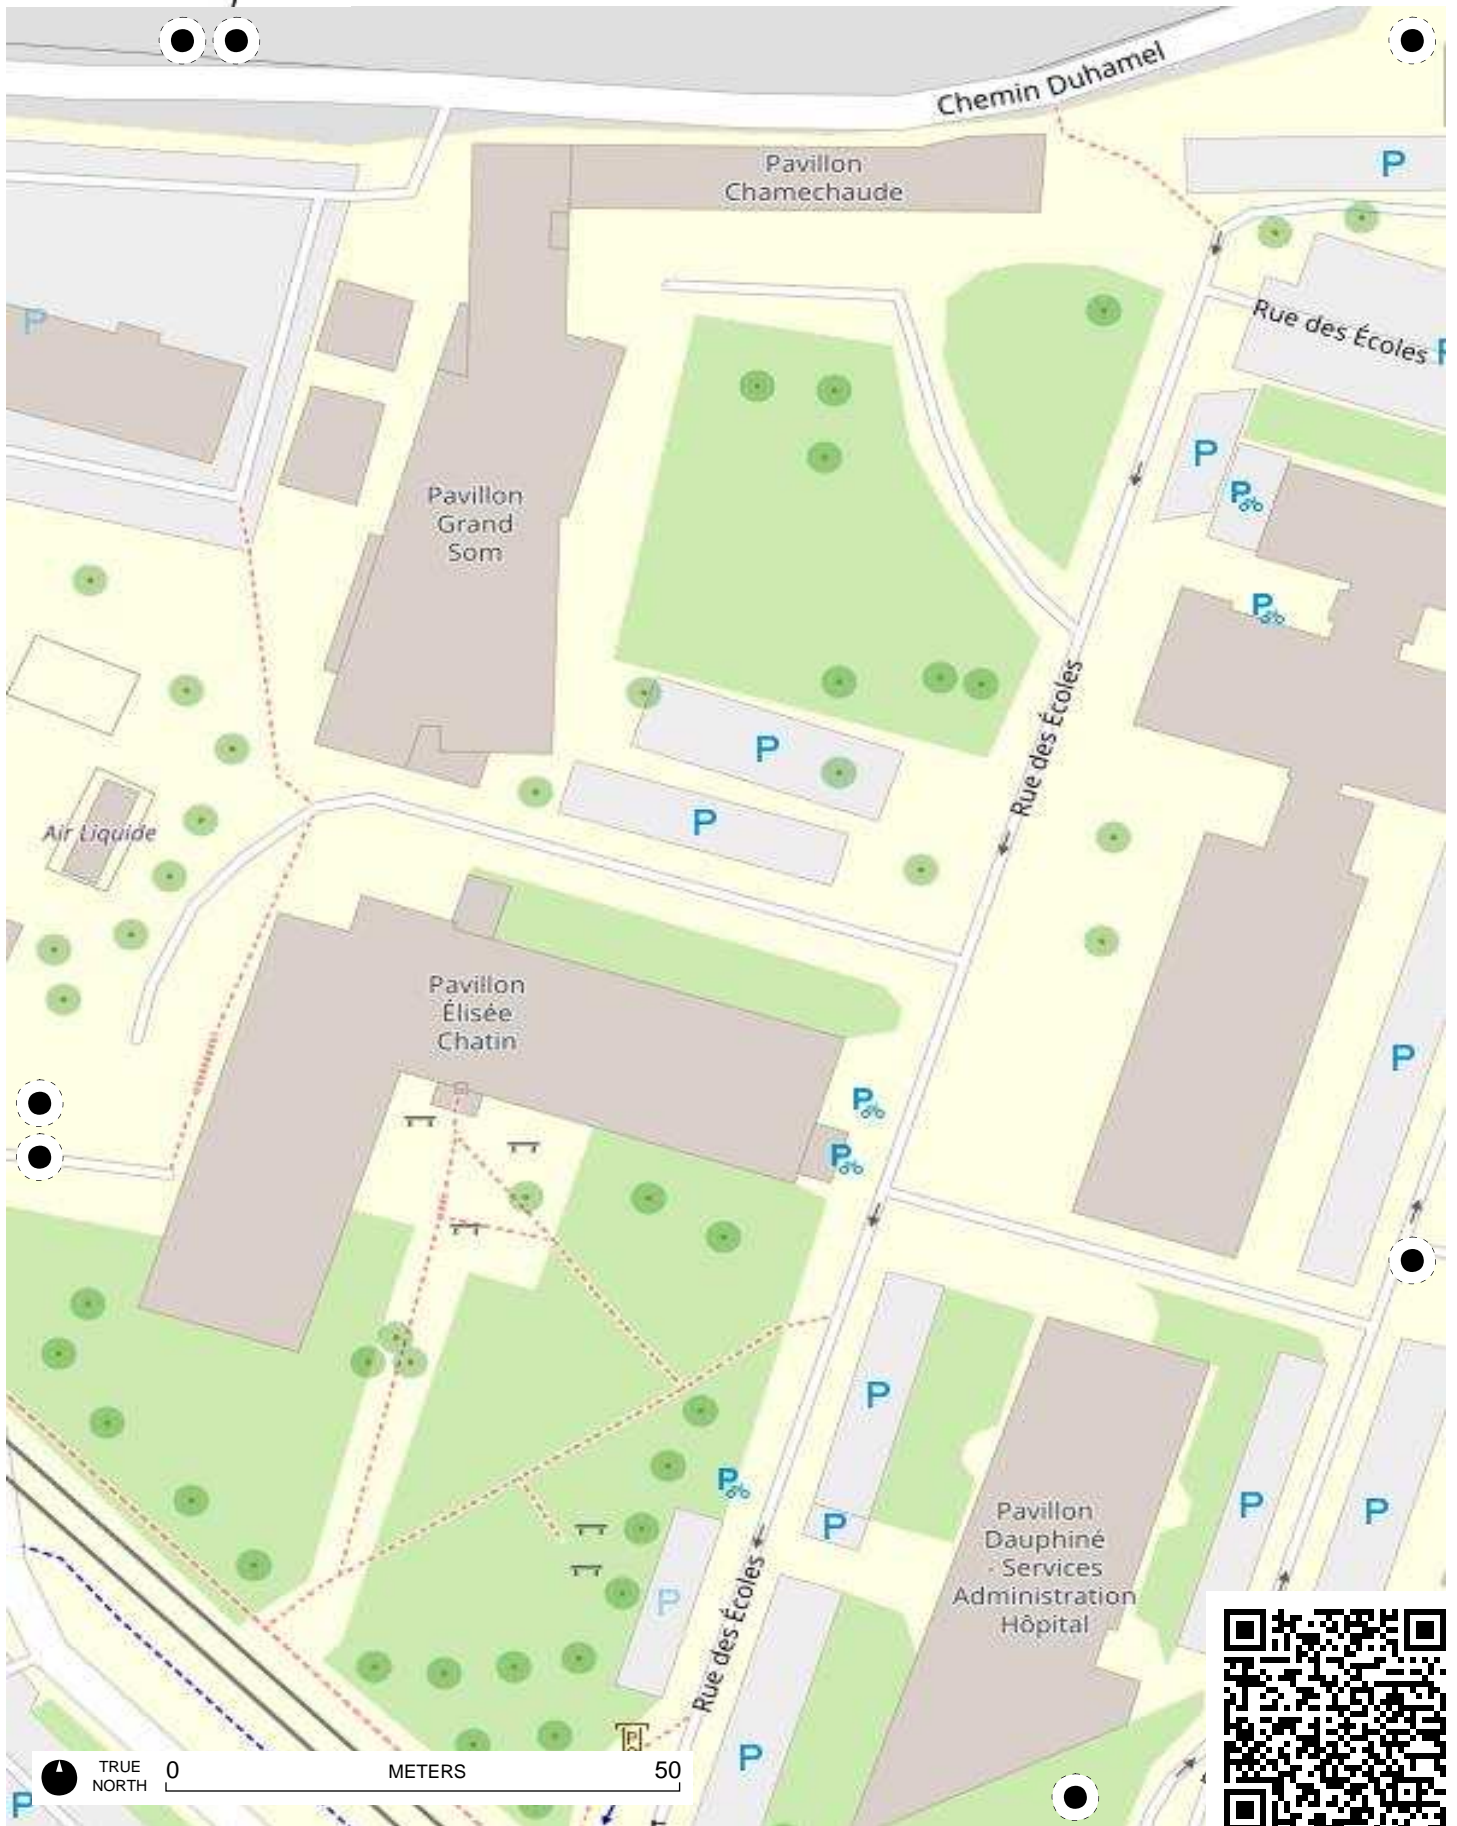 Chemin Duhamel
Pavillon
Chamechaude
P
P
Rue des Écoles
P
P
P
Pavillon
Grand
Som
P
Rue des Écoles
P
P
Air Liquide
Pavillon
Élisée
Chatin
P
P
P
P
P
P
P
P
P
Pavillon
Dauphiné
- Services
Administration
Hôpital
P
Rue des Écoles
P
P
P
TRUE
NORTH
0
METERS
50